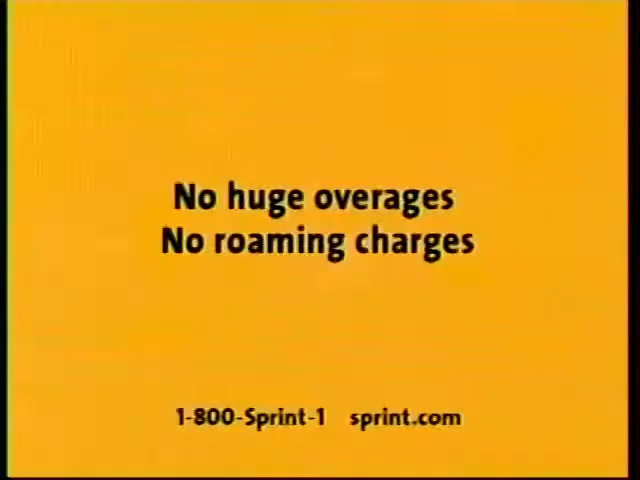 No huge overages
No roaming charges
1-800-Sprint-1 sprint.com